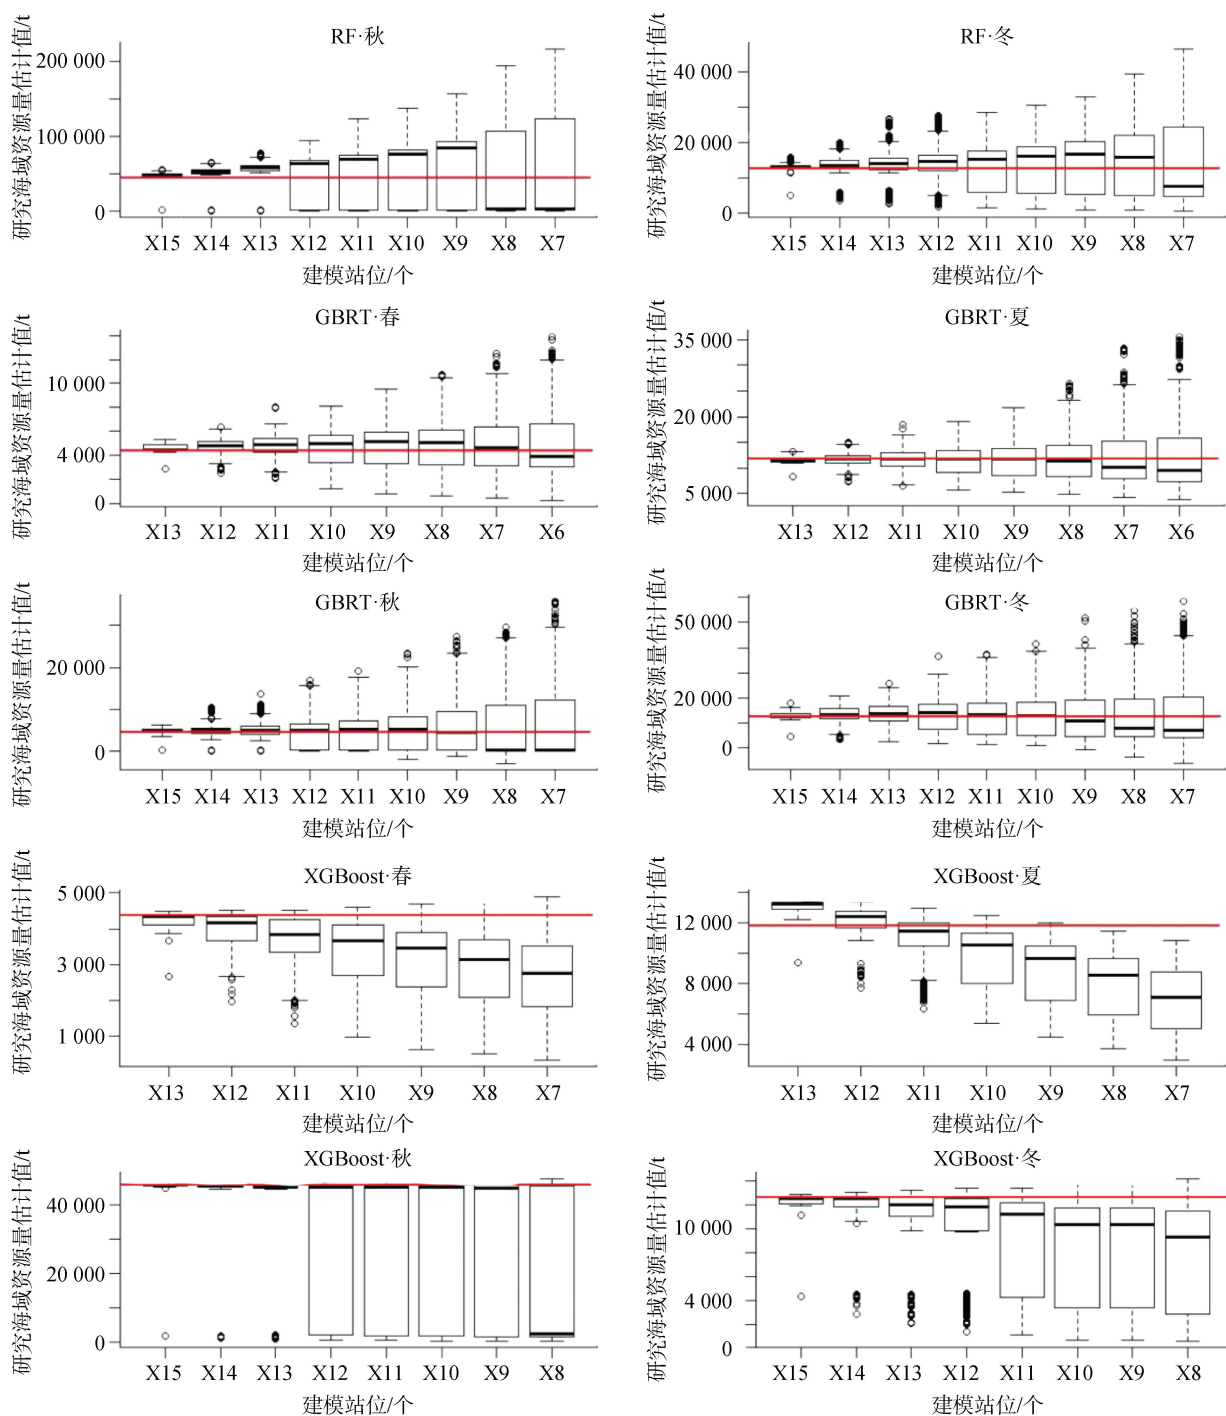 RF·秋
研究海域资源量估计值/t
200 000
100 000
0
X15 X14 X13 X12 X11 X10 X9 X8 X7
建模站位/个
RF·冬
研究海域资源量估计值/t
40 000
20 000
0
X15 X14 X13 X12 X11 X10 X9 X8 X7
建模站位/个
GBRT·春
研究海域资源量估计值/t
10 000
4 000
0
X13 X12 X11 X10 X9 X8 X7 X6
建模站位/个
GBRT·夏
研究海域资源量估计值/t
35 000
20 000
5 000
X13 X12 X11 X10 X9 X8 X7 X6
建模站位/个
GBRT·秋
研究海域资源量估计值/t
20 000
0
X15 X14 X13 X12 X11 X10 X9 X8 X7
建模站位/个
GBRT·冬
研究海域资源量估计值/t
50 000
20 000
0
X15 X14 X13 X12 X11 X10 X9 X8 X7
建模站位/个
XGBoost·春
研究海域资源量估计值/t
5 000
3 000
1 000
X13 X12 X11 X10 X9 X8 X7
建模站位/个
XGBoost·夏
研究海域资源量估计值/t
12 000
8 000
4 000
X13 X12 X11 X10 X9 X8 X7
建模站位/个
XGBoost·秋
研究海域资源量估计值/t
40 000
20 000
0
X15 X14 X13 X12 X11 X10 X9 X8
建模站位/个
XGBoost·冬
研究海域资源量估计值/t
10 000
4 000
0
X15 X14 X13 X12 X11 X10 X9 X8
建模站位/个